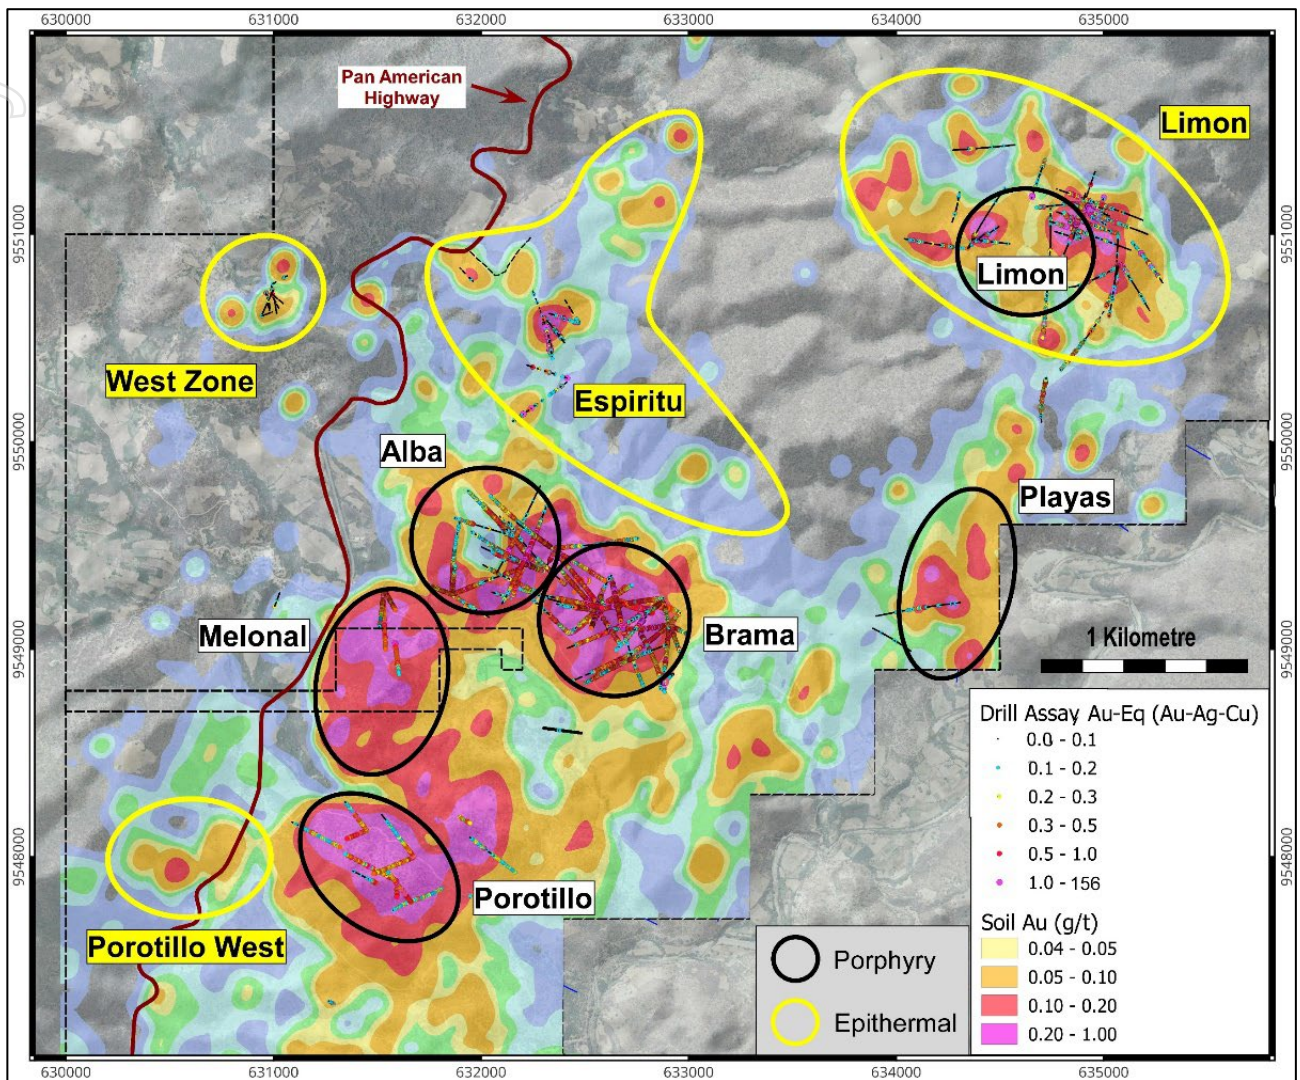 630000 631000 632000 633000 634000 635000
Pan American
Highway
Limon
9551000
9551000
Limon
West Zone
Espiritu
Alba
9550000
9550000
Playas
Melonal
Brama
1 Kilometre
9549000
9549000
Drill Assay Au-Eq (Au-Ag-Cu)
0.0 - 0.1
0.1 - 0.2
0.2 - 0.3
0.3 - 0.5
0.5 - 1.0
1.0 - 156
9548000
9548000
Porotillo
Porotillo West
Soil Au (g/t)
0.04 - 0.05
0.05 - 0.10
0.10 - 0.20
0.20 - 1.00
Porphyry
Epithermal
630000 631000 632000 633000 634000 635000